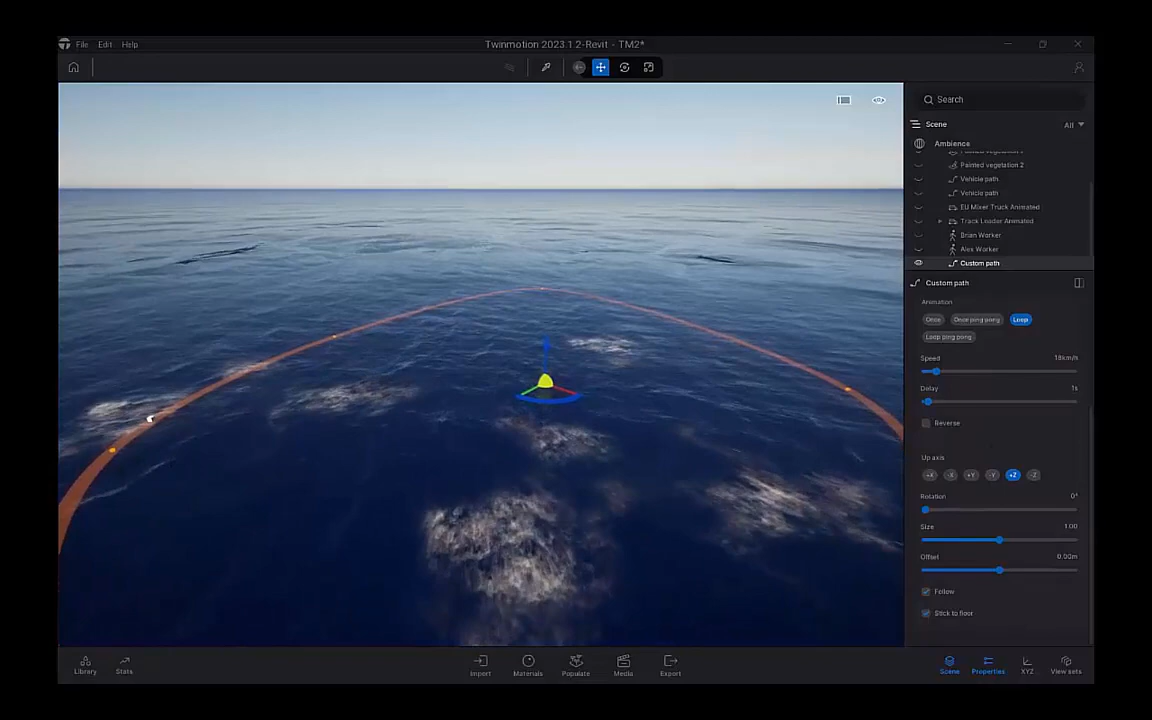 File Edit Help
Twinmotion 2023.1.2-Revit - TM2*
Search
Scene
All
Ambience
Painted vegetation 2
Vehicle path
Vehicle path
EU Mixer Truck Animated
Track Loader Animated
Brian Worker
Alex Worker
Custom path
Custom path
Animation
Once Once ping pong Loop
Loop ping pong
Speed 18km/h
Delay 1s
Reverse
Up axis
+X -X +Y -Y +Z -Z
Rotation 0°
Size 1.00
Offset 0.00m
Follow
Stick to floor
Library Stats Import Materials Populate Media Export Scene Properties XYZ View sets